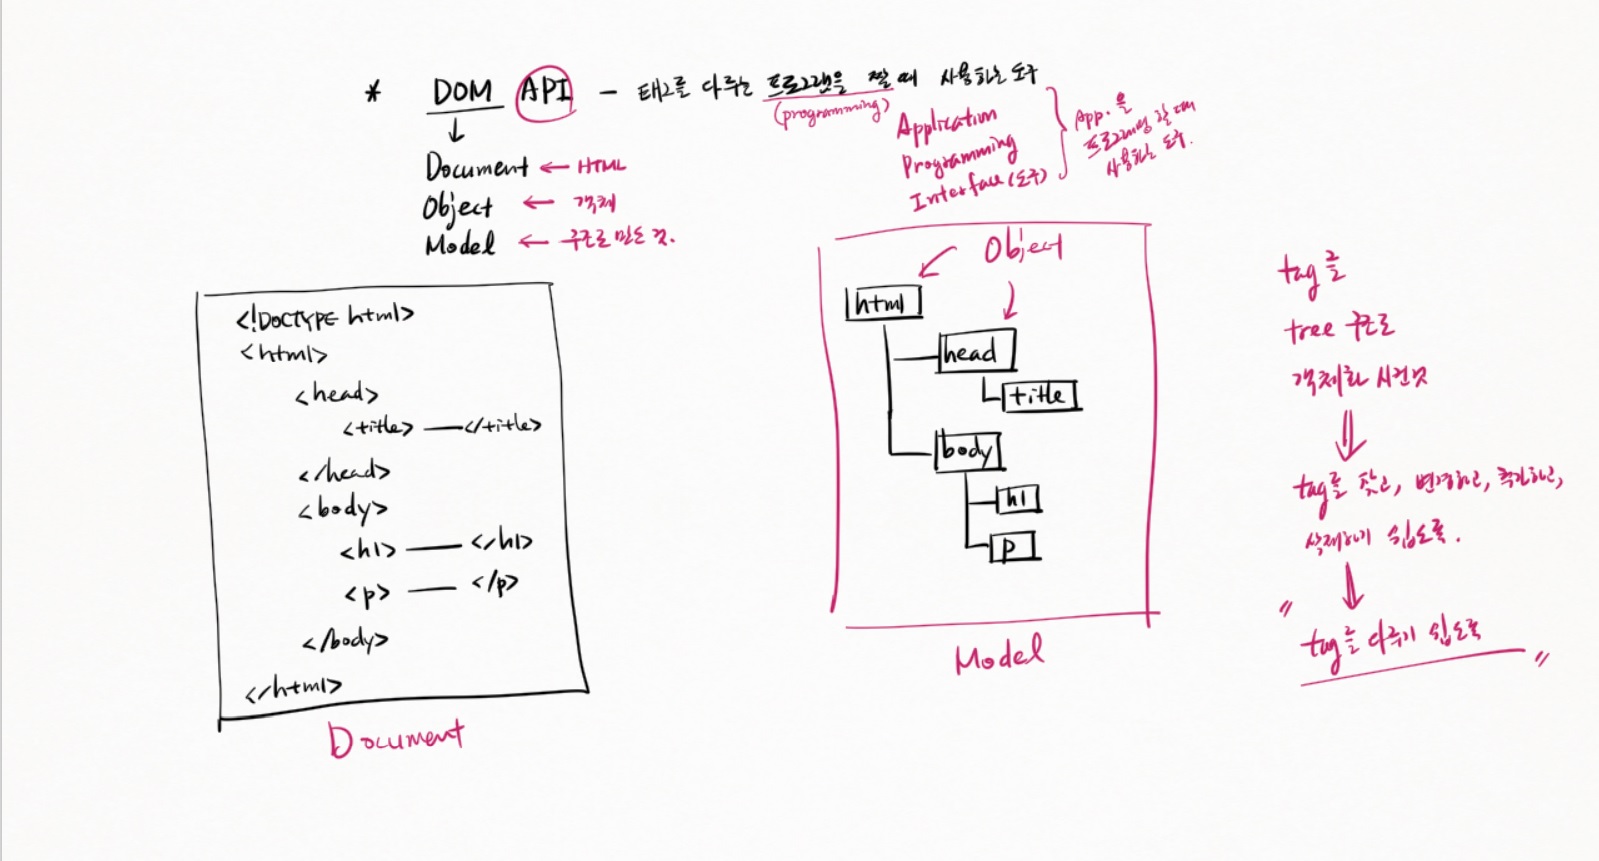 * DOM API - 태그를 다루는 프로그램을 짤 때 사용하는 도구
(programming)
Application
Programming
Interface (도구)
App.을
프로그래밍 할 때
사용하는 도구.
Document ← HTML
Object ← 객체
Model ← 구조로 만든 것.
<!DOCTYPE html>
<html>
<head>
<title> </title>
</head>
<body>
<h1> </h1>
<p> </p>
</body>
</html>
Document
Object
html
head
title
body
h1
p
Model
tag를
tree 구조로
객체화 시킨것
tag를 찾고, 변경하고, 추가하고,
삭제하기 쉽도록.
"tag를 다루기 쉽도록"